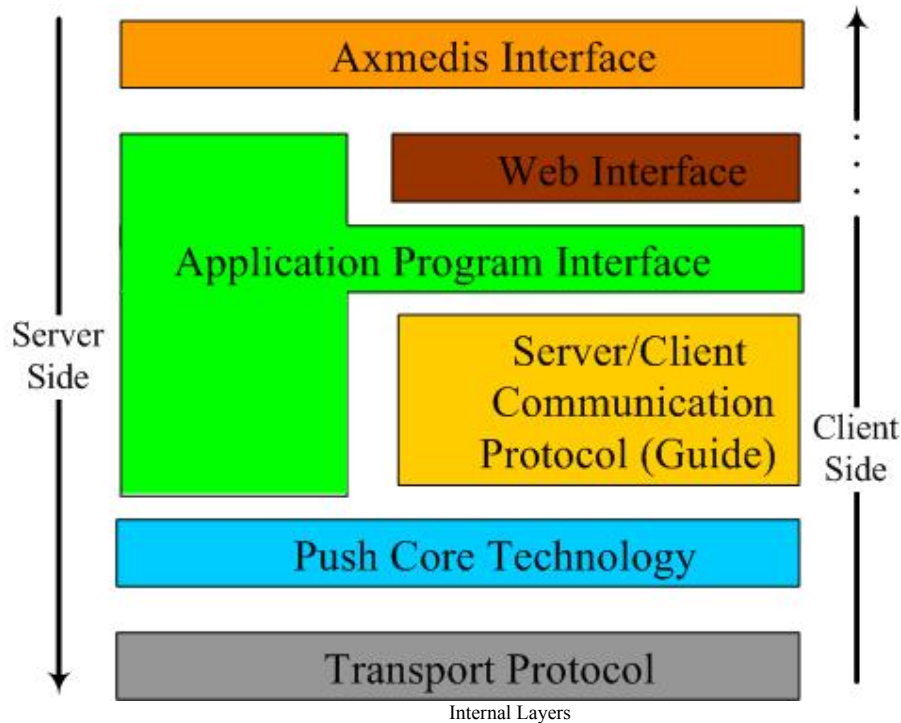 Axmedis Interface
Web Interface
Application Program Interface
Server
Side
Server/Client
Communication
Protocol (Guide)
Client
Side
Push Core Technology
Transport Protocol
Internal Layers